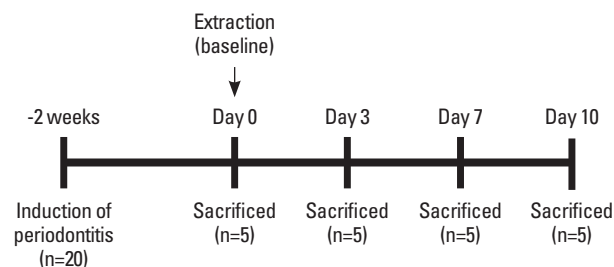 Extraction
(baseline)
-2 weeks
Day 0
Day 3
Day 7
Day 10
Induction of
periodontitis
(n=20)
Sacrificed
(n=5)
Sacrificed
(n=5)
Sacrificed
(n=5)
Sacrificed
(n=5)